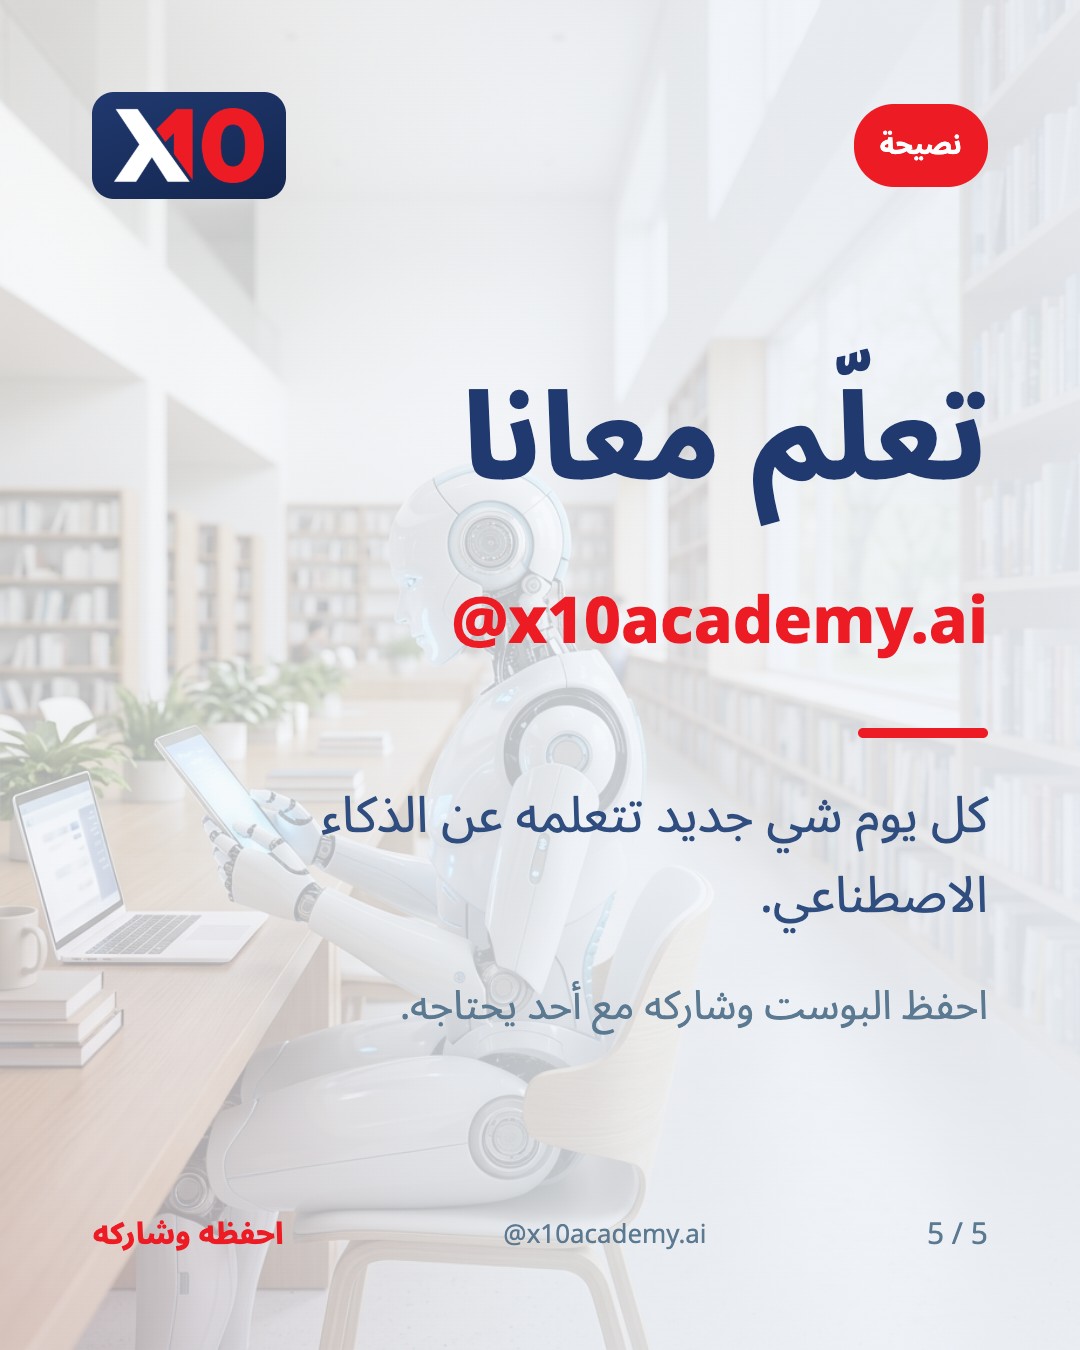 X10
نصيحة
تعلّم معانا
@x10academy.ai
كل يوم شي جديد تتعلمه عن الذكاء
الاصطناعي.
احفظ البوست وشاركه مع أحد يحتاجه.
5 / 5
@x10academy.ai
احفظه وشاركه